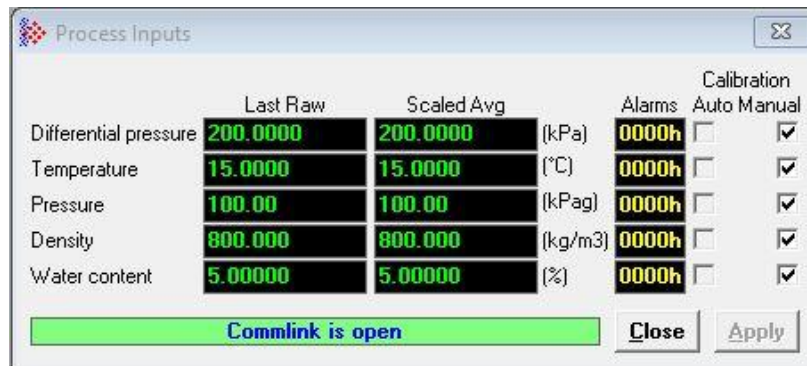 Process Inputs
Calibration
Last Raw Scaled Avg Alarms Auto Manual
Differential pressure 200.0000 200.0000 (kPa) 0000h
Temperature 15.0000 15.0000 (°C) 0000h
Pressure 100.00 100.00 (kPag) 0000h
Density 800.000 800.000 (kg/m3) 0000h
Water content 5.00000 5.00000 (%) 0000h
Commlink is open Close Apply